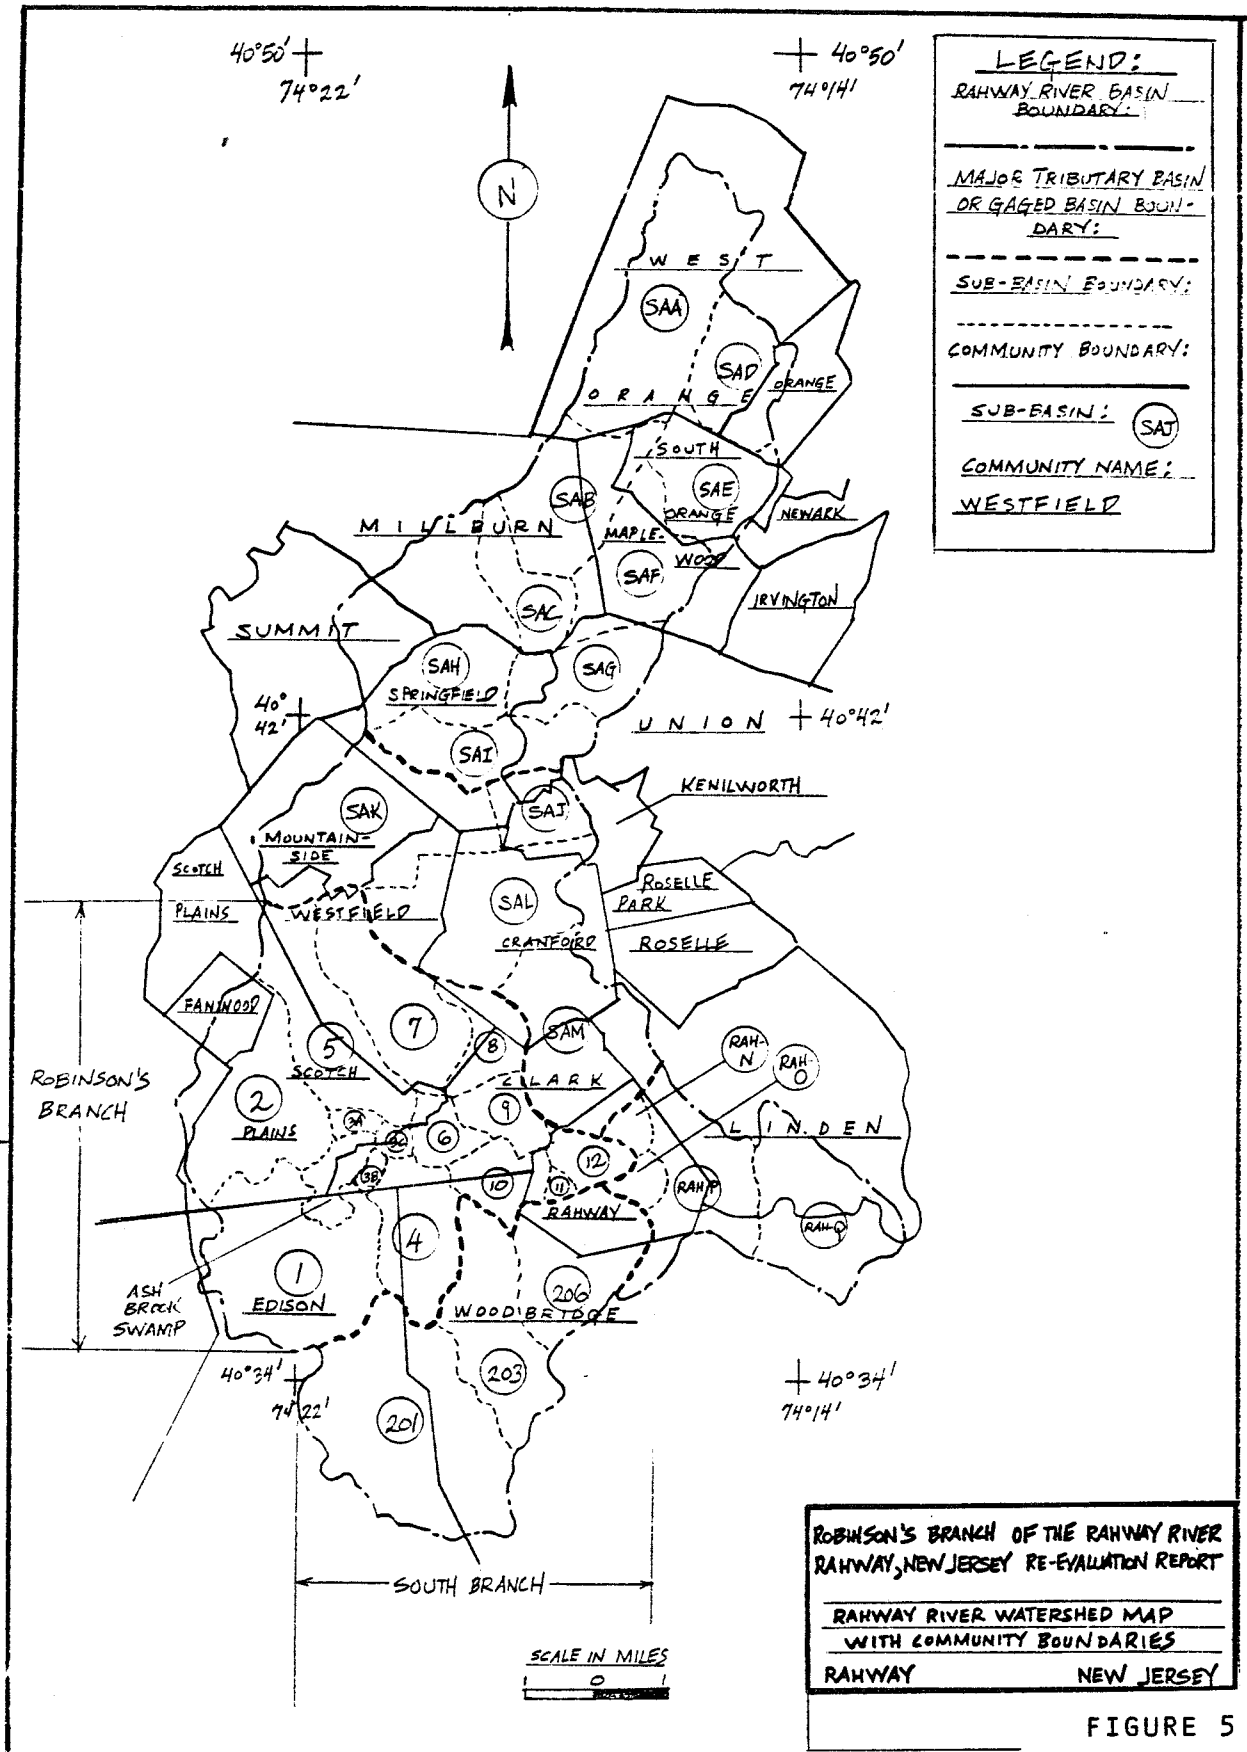 40°50'
74°22'
40°50'
74°14'
N
LEGEND:
RAHWAY RIVER BASIN
BOUNDARY:
MAJOR TRIBUTARY BASIN
OR GAGED BASIN BOUN-
DARY:
SUB-BASIN BOUNDARY:
COMMUNITY BOUNDARY:
SUB-BASIN: SAJ
COMMUNITY NAME:
WESTFIELD
WEST
SAA
SAD
ORANGE
ORANGE
SOUTH
SAE
ORANGE
SAB
MILLBURN
MAPLE-
WOOD
NEWARK
SAF
IRVINGTON
SAC
SUMMIT
SAH
SPRINGFIELD
SAG
40°
42'
UNION
40°42'
SAI
KENILWORTH
SAK
SAJ
MOUNTAIN-
SIDE
SCOTCH
PLAINS
WESTFIELD
SAL
CRANFORD
ROSELLE
PARK
ROSELLE
FANWOOD
7
5
SCOTCH
8
SAM
RAH-
N
RAH-
O
ROBINSON'S
BRANCH
2
PLAINS
CLARK
9
3A
3C
6
3B
LINDEN
12
11
10
RAHWAY
RAH-P
RAH-Q
4
1
EDISON
206
WOODBRIDGE
ASH
BROOK
SWAMP
203
201
40°34'
74°22'
40°34'
74°14'
SOUTH BRANCH
SCALE IN MILES
1 0 1
ROBINSON'S BRANCH OF THE RAHWAY RIVER
RAHWAY, NEW JERSEY RE-EVALUATION REPORT
RAHWAY RIVER WATERSHED MAP
WITH COMMUNITY BOUNDARIES
RAHWAY NEW JERSEY
FIGURE 5